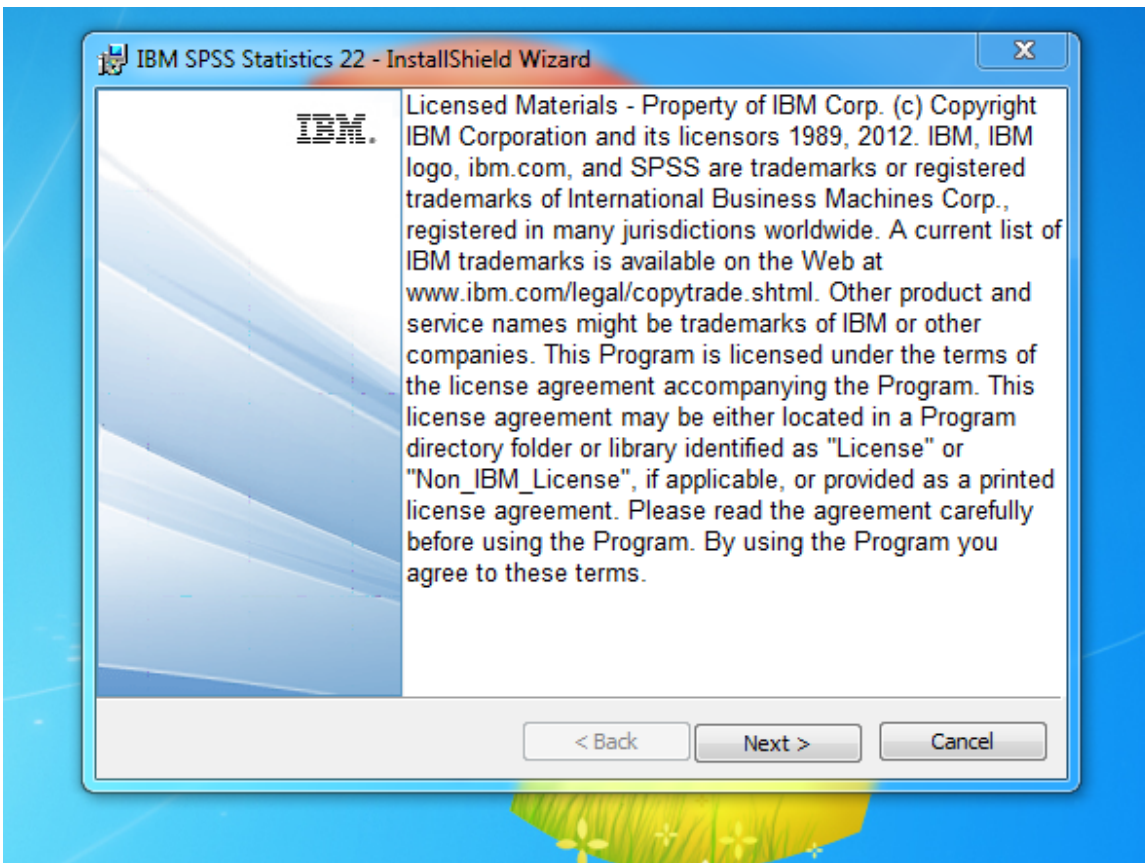 IBM SPSS Statistics 22 - InstallShield Wizard
IBM.
Licensed Materials - Property of IBM Corp. (c) Copyright
IBM Corporation and its licensors 1989, 2012. IBM, IBM
logo, ibm.com, and SPSS are trademarks or registered
trademarks of International Business Machines Corp.,
registered in many jurisdictions worldwide. A current list of
IBM trademarks is available on the Web at
www.ibm.com/legal/copytrade.shtml. Other product and
service names might be trademarks of IBM or other
companies. This Program is licensed under the terms of
the license agreement accompanying the Program. This
license agreement may be either located in a Program
directory folder or library identified as "License" or
"Non_IBM_License", if applicable, or provided as a printed
license agreement. Please read the agreement carefully
before using the Program. By using the Program you
agree to these terms.
< Back Next > Cancel